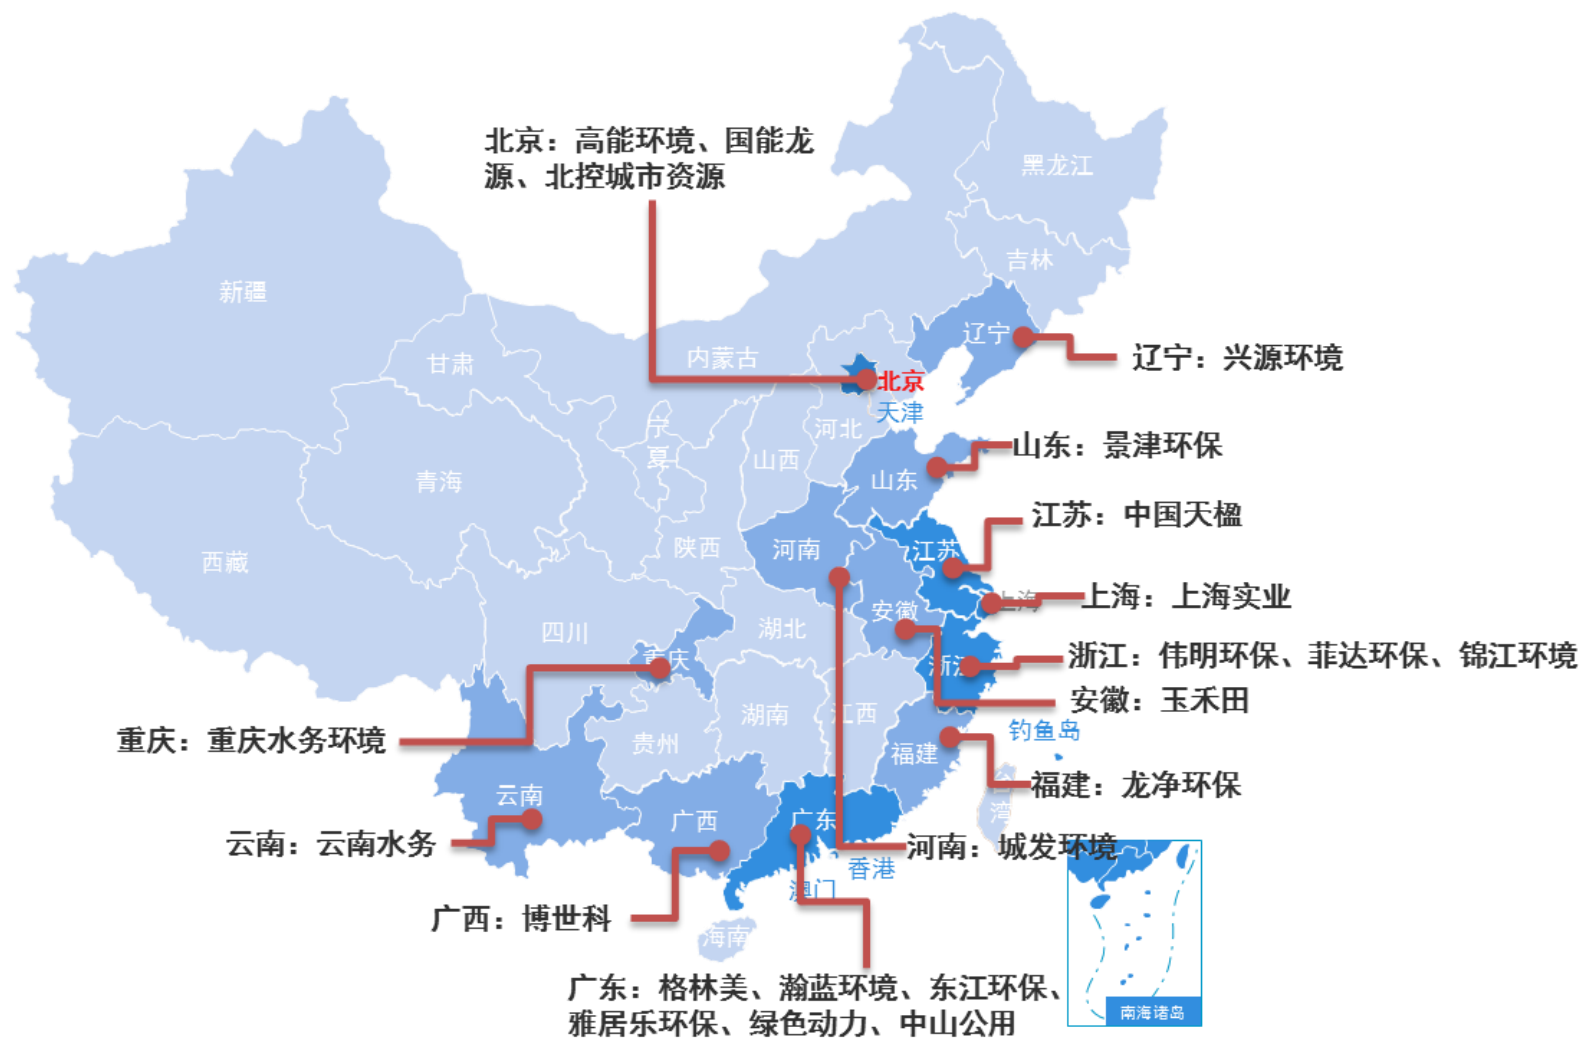 北京：高能环境、国能龙
源、北控城市资源
黑龙江
吉林
新疆
辽宁
辽宁：兴源环境
内蒙古
甘肃
北京
天津
河北
宁
夏
山西
山东：景津环保
山东
青海
江苏：中国天楹
陕西
河南
江苏
西藏
上海
上海：上海实业
安徽
四川
湖北
重庆
浙江
浙江：伟明环保、菲达环保、锦江环境
安徽：玉禾田
湖南
江西
钓鱼岛
重庆：重庆水务环境
贵州
福建
福建：龙净环保
台
湾
云南
广西
广东
云南：云南水务
河南：城发环境
香港
澳门
广西：博世科
海南
广东：格林美、瀚蓝环境、东江环保、
雅居乐环保、绿色动力、中山公用
南海诸岛